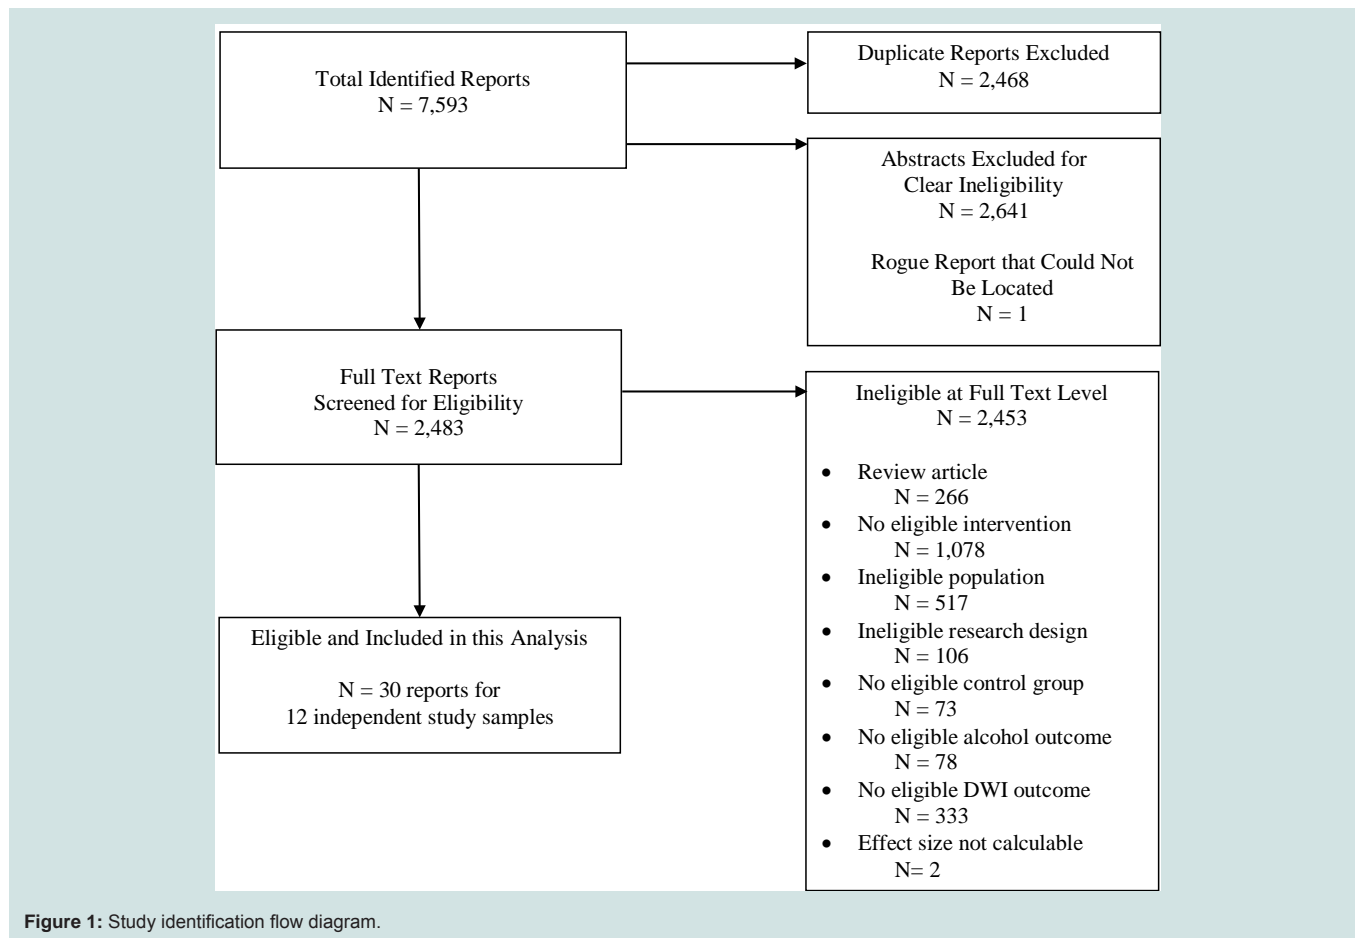 Total Identified Reports
N = 7,593
Duplicate Reports Excluded
N = 2,468
Abstracts Excluded for
Clear Ineligibility
N = 2,641
Rogue Report that Could Not
Be Located
N = 1
Full Text Reports
Screened for Eligibility
N = 2,483
Ineligible at Full Text Level
N = 2,453
• Review article
N = 266
• No eligible intervention
N = 1,078
• Ineligible population
N = 517
• Ineligible research design
N = 106
• No eligible control group
N = 73
• No eligible alcohol outcome
N = 78
• No eligible DWI outcome
N = 333
• Effect size not calculable
N= 2
Eligible and Included in this Analysis
N = 30 reports for
12 independent study samples
Figure 1: Study identification flow diagram.